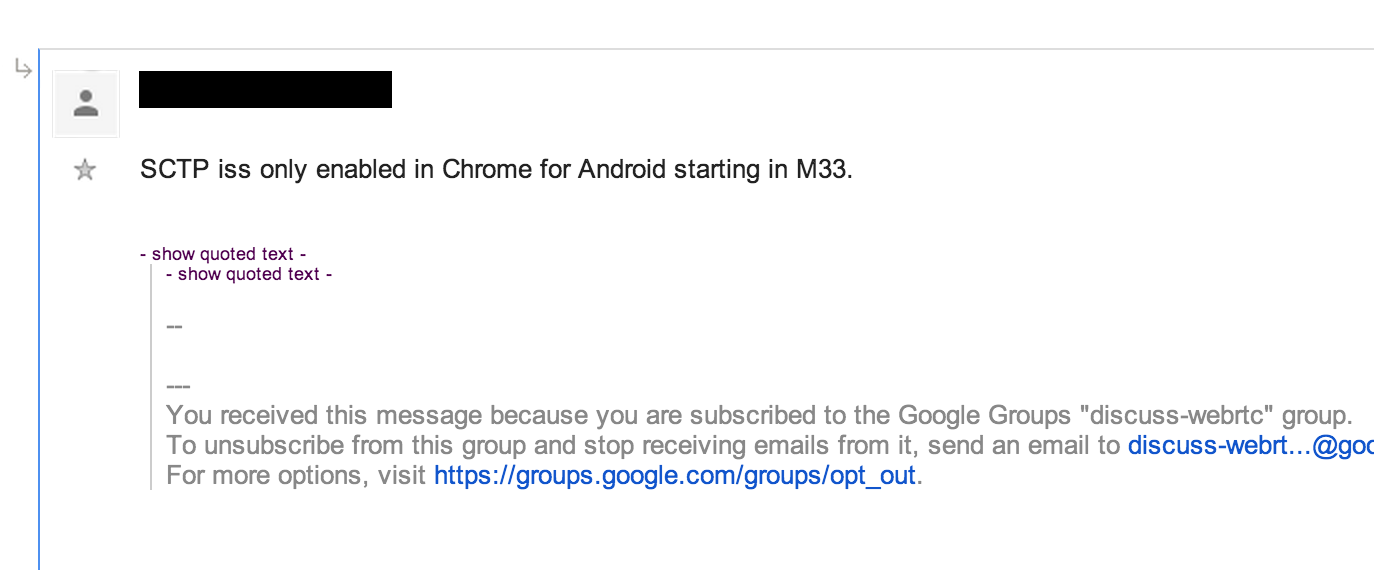 SCTP iss only enabled in Chrome for Android starting in M33.
- show quoted text -
- show quoted text -
--
---
You received this message because you are subscribed to the Google Groups "discuss-webrtc" group.
To unsubscribe from this group and stop receiving emails from it, send an email to discuss-webrt...@goo
For more options, visit https://groups.google.com/groups/opt_out.